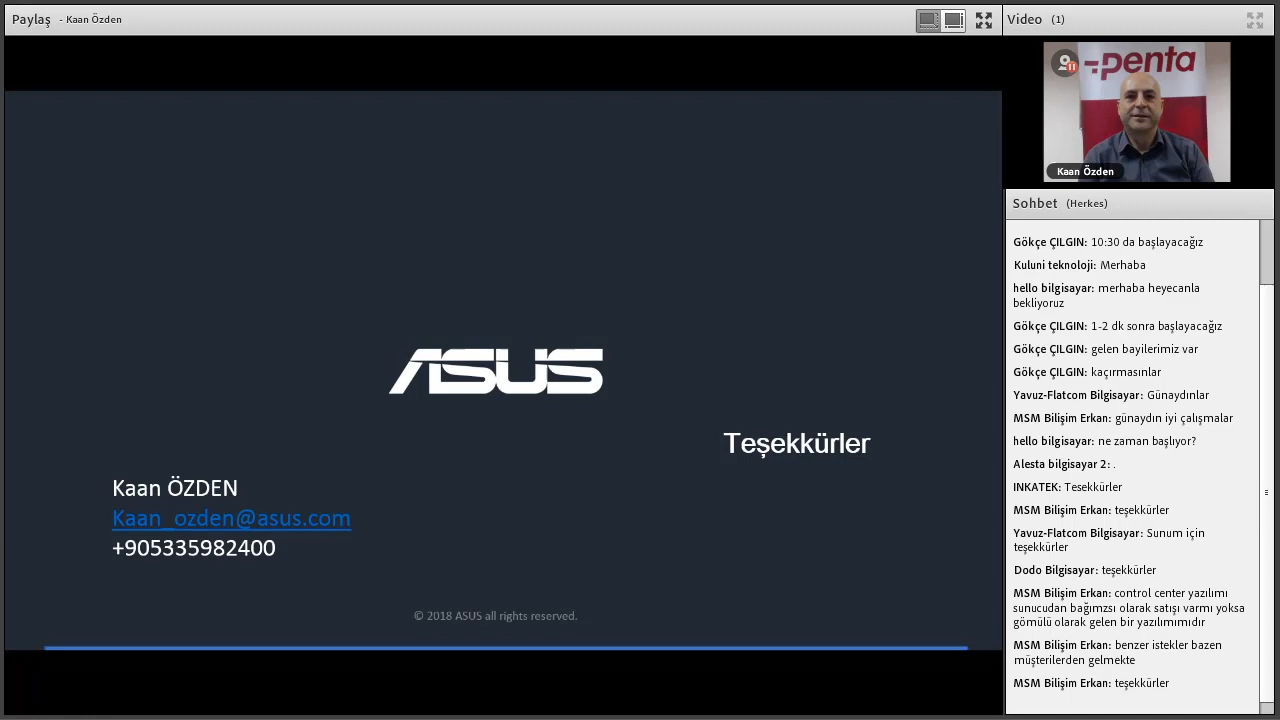 Paylaş - Kaan Özden
Video (1)
penta
Kaan Özden
ASUS
Teşekkürler
Kaan ÖZDEN
Kaan_ozden@asus.com
+905335982400
© 2018 ASUS all rights reserved.
Sohbet (Herkes)
Gökçe ÇILGIN: 10:30 da başlayacağız
Kuluni teknoloji: Merhaba
hello bilgisayar: merhaba heyecanla
bekliyoruz
Gökçe ÇILGIN: 1-2 dk sonra başlayacağız
Gökçe ÇILGIN: gelen bayilerimiz var
Gökçe ÇILGIN: kaçırmasınlar
Yavuz-Flatcom Bilgisayar: Günaydınlar
MSM Bilişim Erkan: günaydın iyi çalışmalar
hello bilgisayar: ne zaman başlıyor?
Alesta bilgisayar 2: .
INKATEK: Tesekkürler
MSM Bilişim Erkan: teşekkürler
Yavuz-Flatcom Bilgisayar: Sunum için
teşekkürler
Dodo Bilgisayar: teşekkürler
MSM Bilişim Erkan: control center yazılımı
sunucudan bağımzsı olarak satışı varmı yoksa
gömülü olarak gelen bir yazılımımıdır
MSM Bilişim Erkan: benzer istekler bazen
müşterilerden gelmekte
MSM Bilişim Erkan: teşekkürler